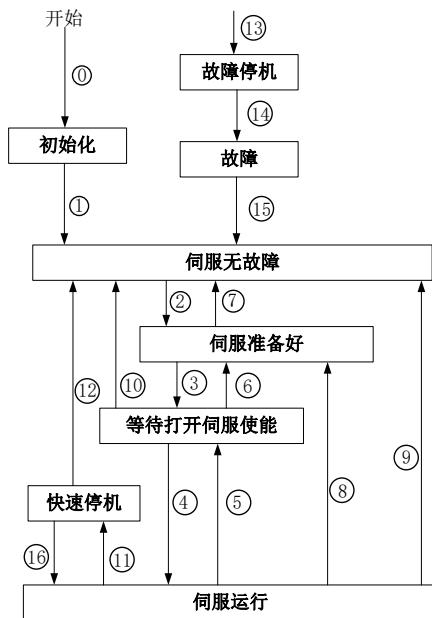 开始
⑬
⓪
故障停机
⑭
初始化
故障
①
⑮
伺服无故障
②
⑦
伺服准备好
⑫
⑩
③
⑥
等待打开伺服使能
⑨
快速停机
④
⑤
⑧
⑯
⑪
伺服运行